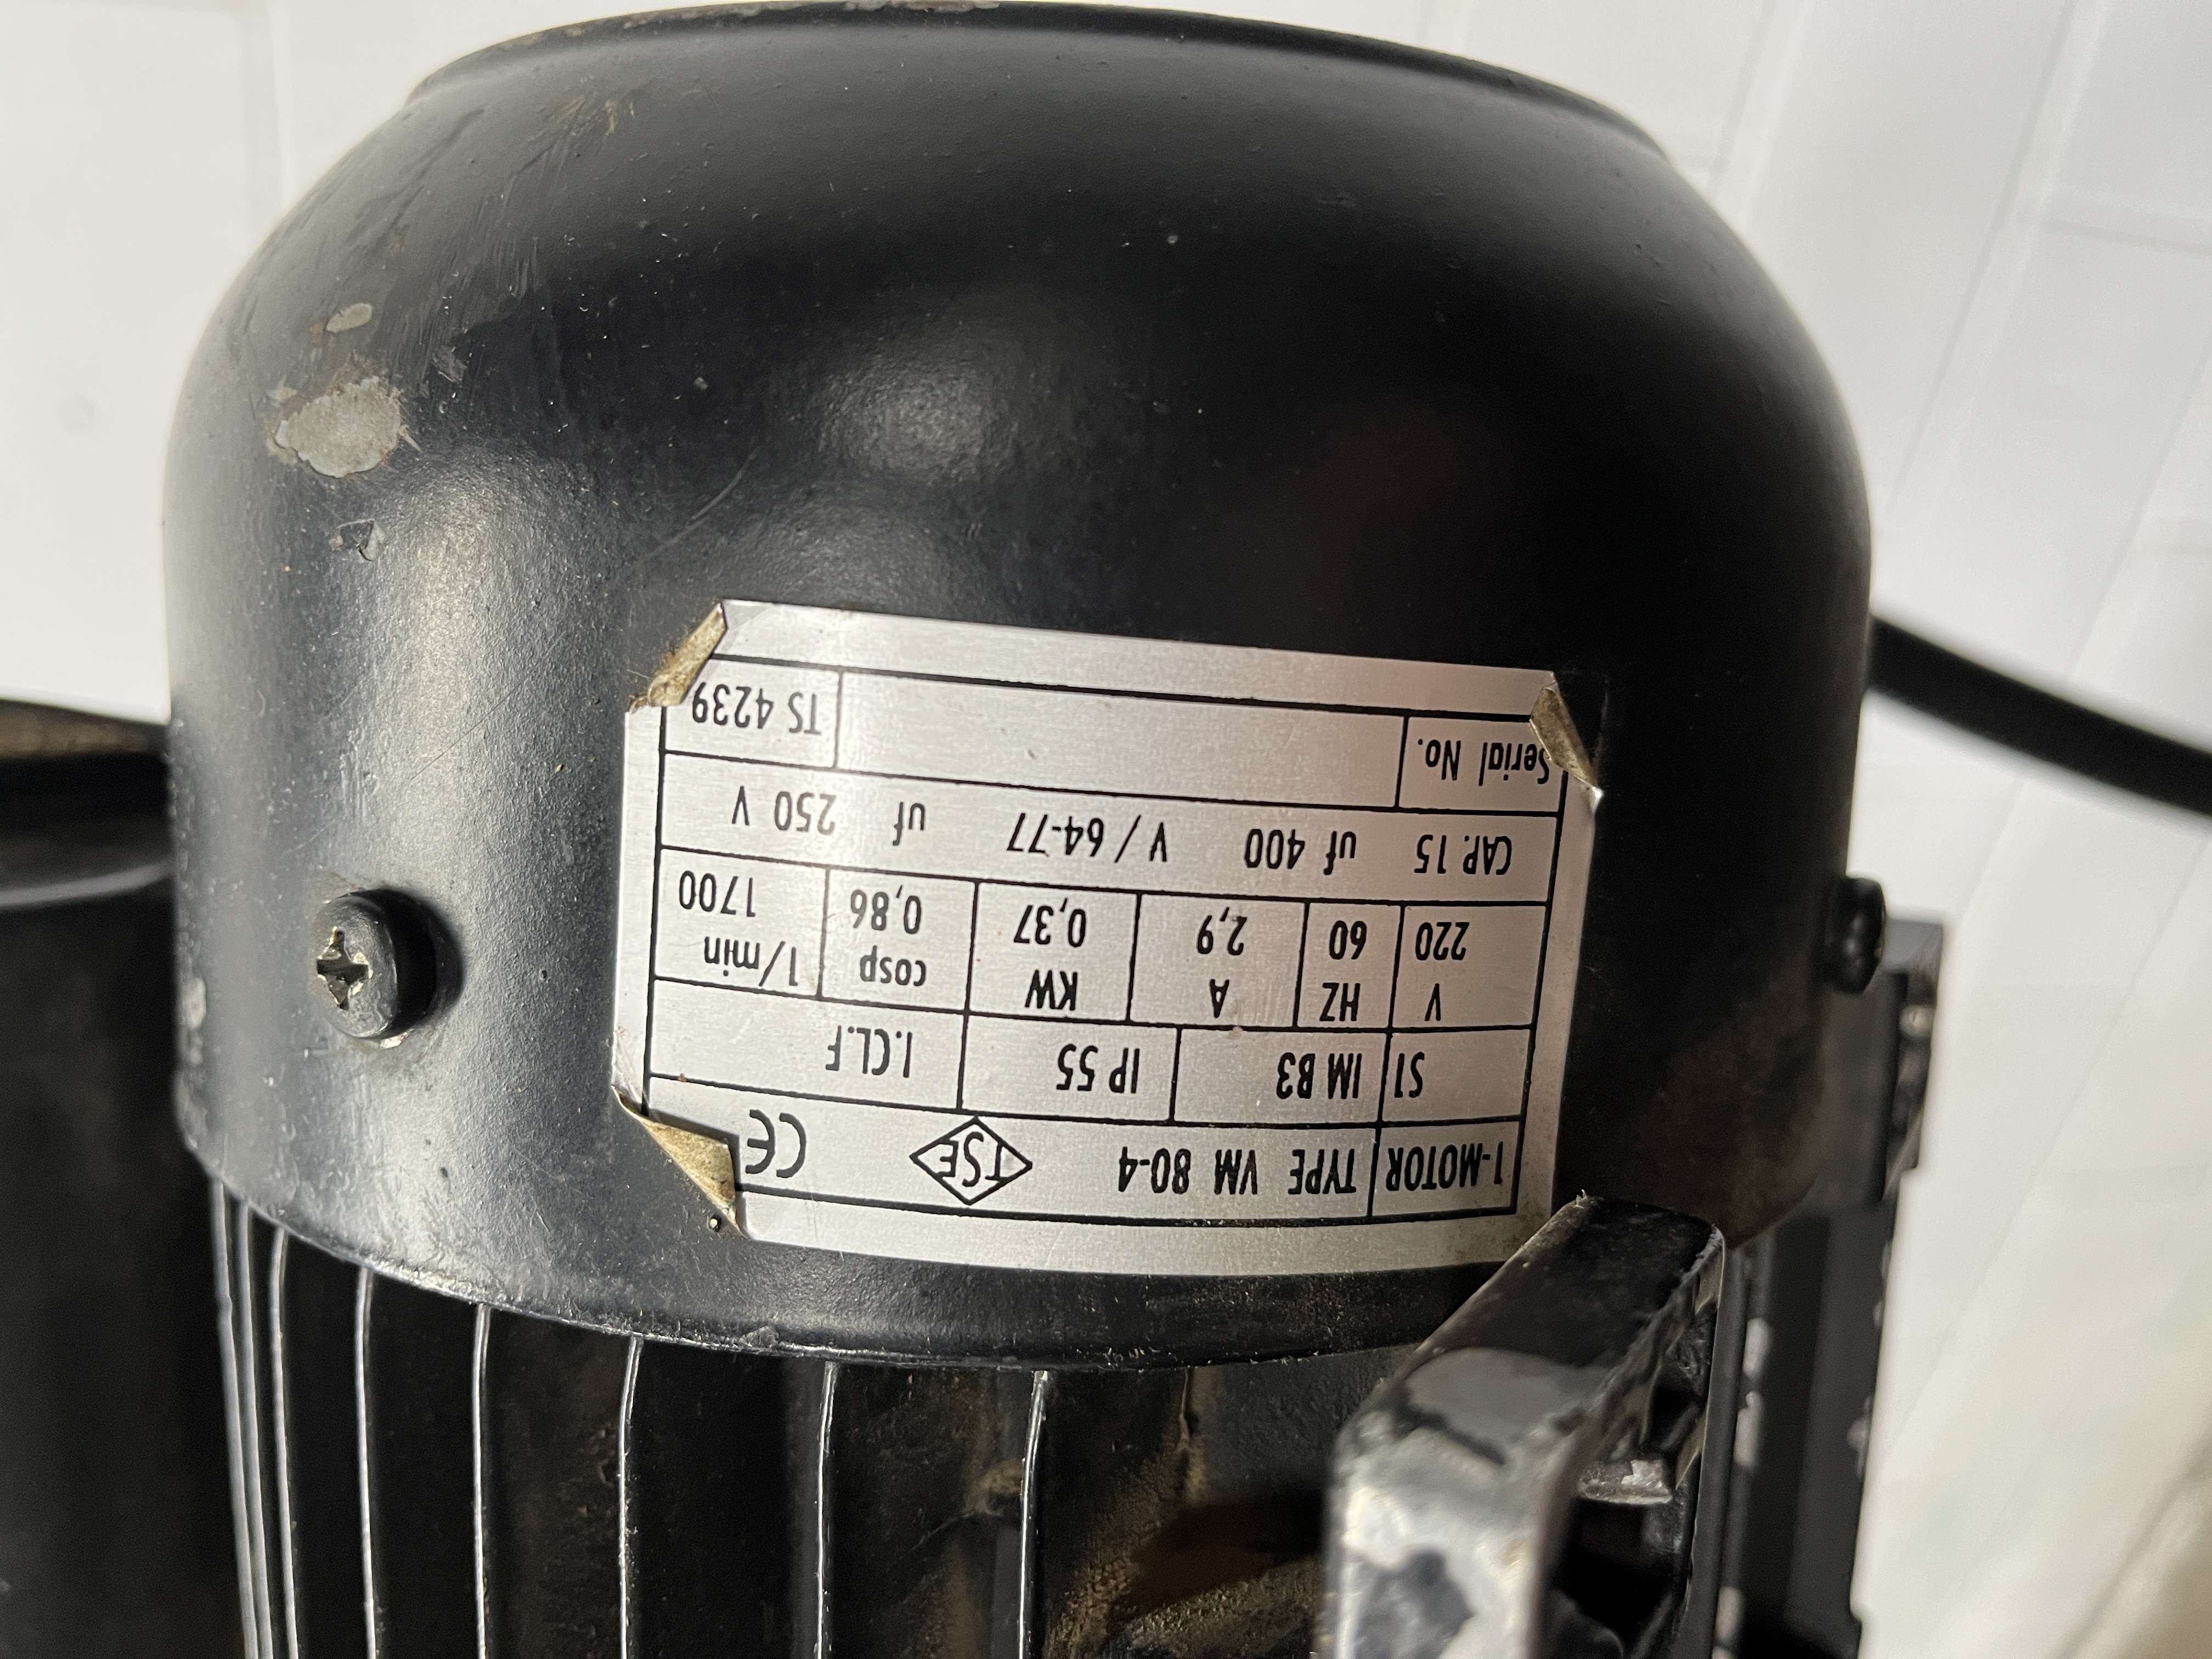 1-MOTOR TYPE VM 80-4 TSE CE
S1 IM B3 IP 55 I.CL.F
V HZ A KW cosp 1/min
220 60 2,9 0,37 0,86 1700
CAP. 15 uf 400 V / 64-77 uf 250 V
Serial No. TS 4239